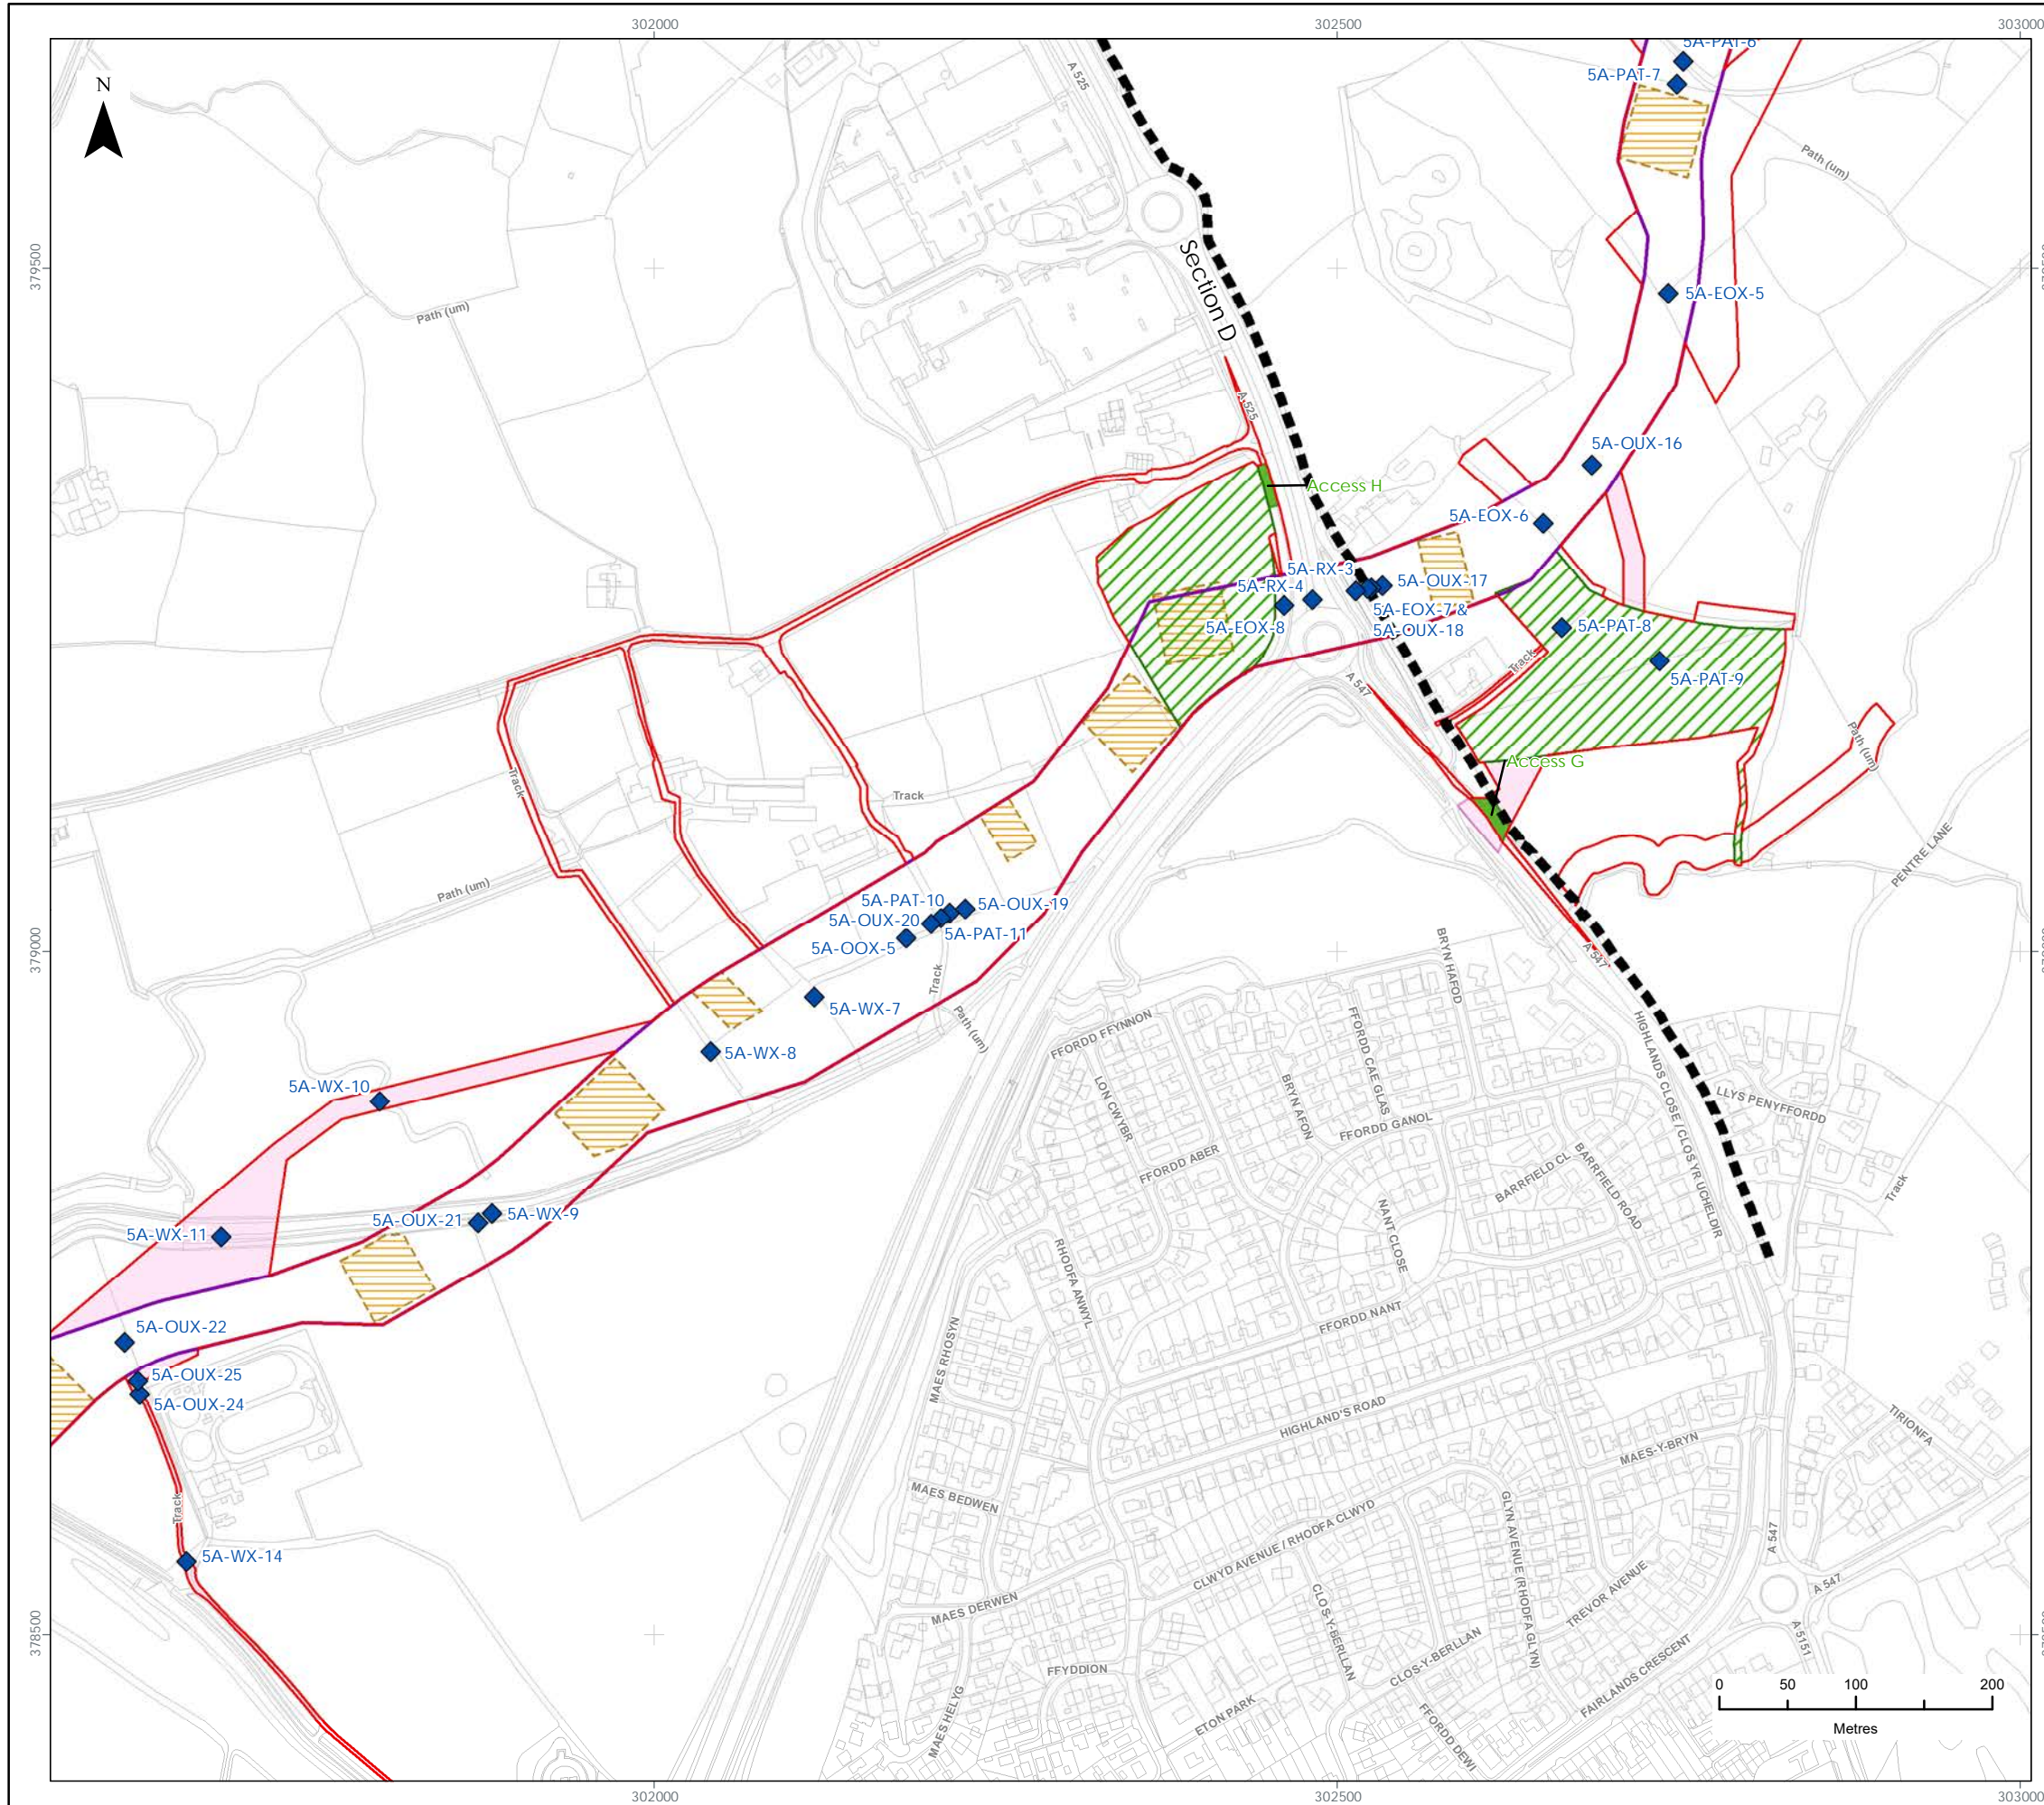 302000
302500
303000
N
A 525
5A-PAT-6
5A-PAT-7
Path (um)
379500
Section D
Path (um)
5A-EOX-5
A 525
5A-OUX-16
Access H
5A-EOX-6
5A-RX-3
5A-OUX-17
5A-RX-4
5A-EOX-7 &
5A-OUX-18
5A-EOX-8
5A-PAT-8
Track
5A-PAT-9
A 547
Path (um)
Access G
Track
Track
PENTRE LANE
Path (um)
5A-PAT-10
5A-OUX-19
5A-OUX-20
5A-PAT-11
5A-OOX-5
379000
A 547
BRYN HAFOD
Track
5A-WX-7
Path (um)
FFORDD FFYNNON
FFORDD CAE GLAS
HIGHLANDS CLOSE / CLOS YR UCHELDIR
5A-WX-8
5A-WX-10
LON CWYBR
BRYN AFON
FFORDD GANOL
LLYS PENYFFORDD
FFORDD ABER
BARRFIELD CL
BARRFIELD ROAD
Track
5A-OUX-21
5A-WX-9
5A-WX-11
NANT CLOSE
RHODFA ANWYL
5A-OUX-22
FFORDD NANT
MAES RHOSYN
5A-OUX-25
5A-OUX-24
HIGHLAND'S ROAD
TIRIONFA
MAES-Y-BRYN
MAES BEDWEN
Track
CLWYD AVENUE / RHODFA CLWYD
GLYN AVENUE (RHODFA GLYN)
A 547
5A-WX-14
A 547
TREVOR AVENUE
MAES DERWEN
CLOS-Y-BERLLAN
378500
CLOS-Y-BERLLAN
A 5151
FFYDDION
FAIRLANDS CRESCENT
MAES HELYG
ETON PARK
FFORDD DEWI
0 50 100 200
Metres
302000
302500
303000